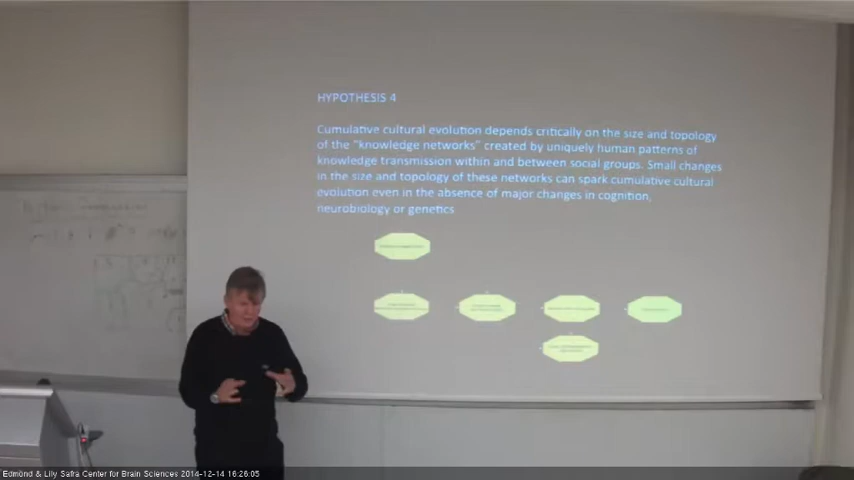 HYPOTHESIS 4
Cumulative cultural evolution depends critically on the size and topology
of the "knowledge networks" created by uniquely human patterns of
knowledge transmission within and between social groups. Small changes
in the size and topology of these networks can spark cumulative cultural
evolution even in the absence of major changes in cognition,
neurobiology or genetics
Edmond & Lily Safra Center for Brain Sciences 2014-12-14 16:26:05